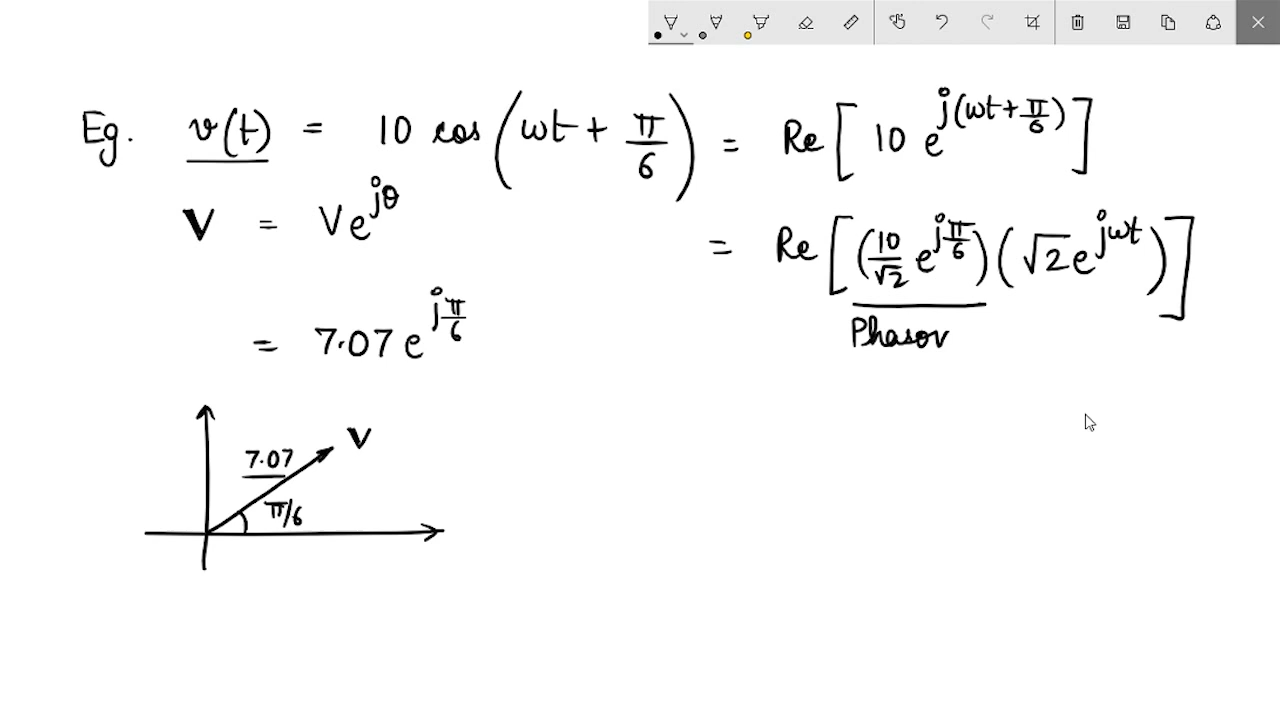 Eg. v(t) = 10 cos(ωt + π/6) = Re[10 e^{j(ωt+π/6)}]
V = Ve^{jθ}
= Re[(10/√2 e^{jπ/6})(√2 e^{jωt})]
Phasor
= 7.07 e^{jπ/6}
V
7.07
π/6